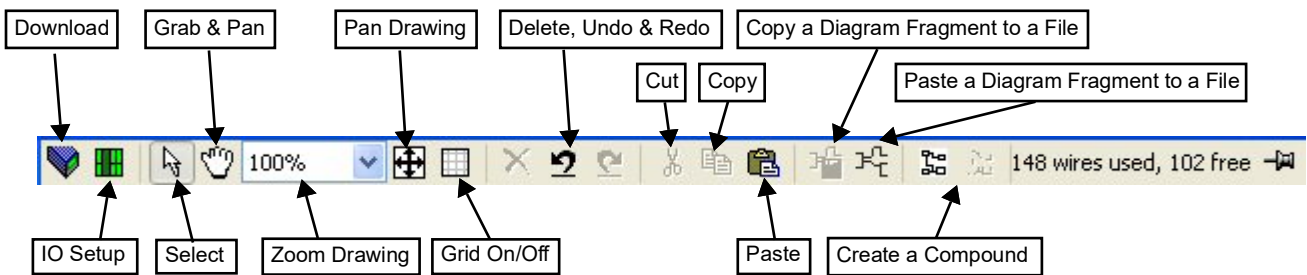 Download
Grab & Pan
Pan Drawing
Delete, Undo & Redo
Copy a Diagram Fragment to a File
Cut
Copy
Paste a Diagram Fragment to a File
100%
148 wires used, 102 free
IO Setup
Select
Zoom Drawing
Grid On/Off
Paste
Create a Compound